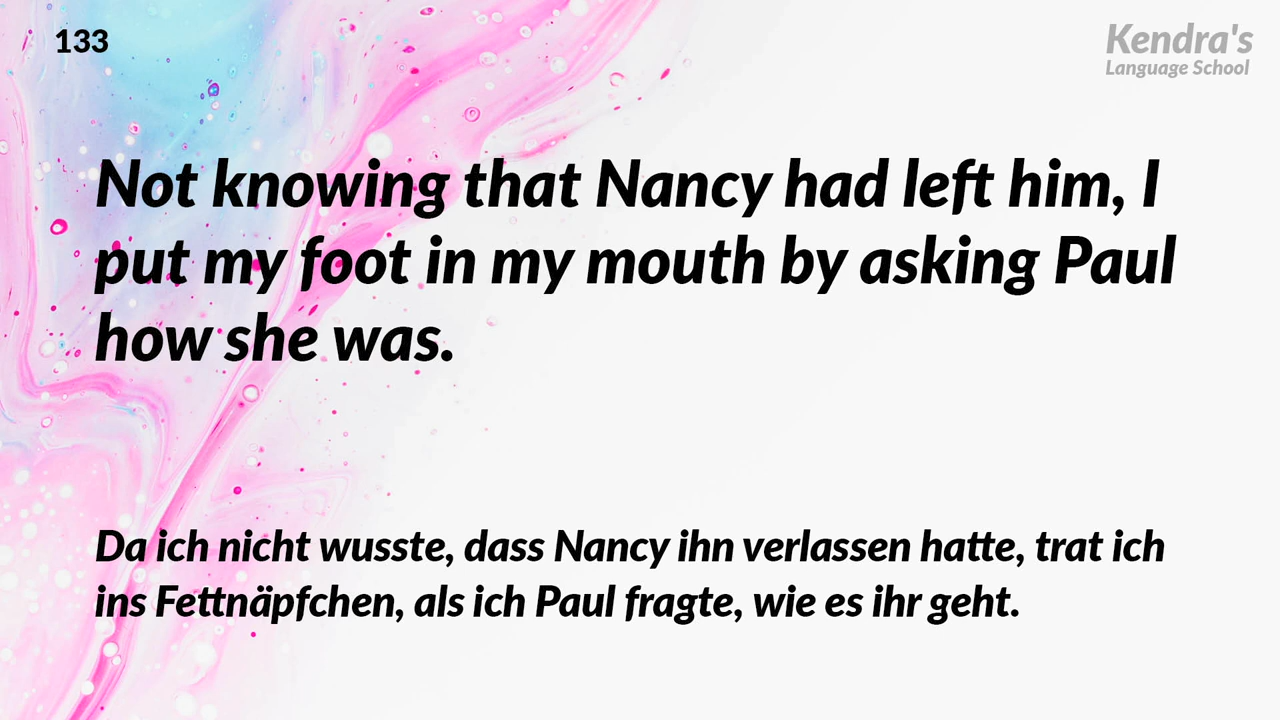 133
Kendra's
Language School
Not knowing that Nancy had left him, I
put my foot in my mouth by asking Paul
how she was.
Da ich nicht wusste, dass Nancy ihn verlassen hatte, trat ich
ins Fettnäpfchen, als ich Paul fragte, wie es ihr geht.